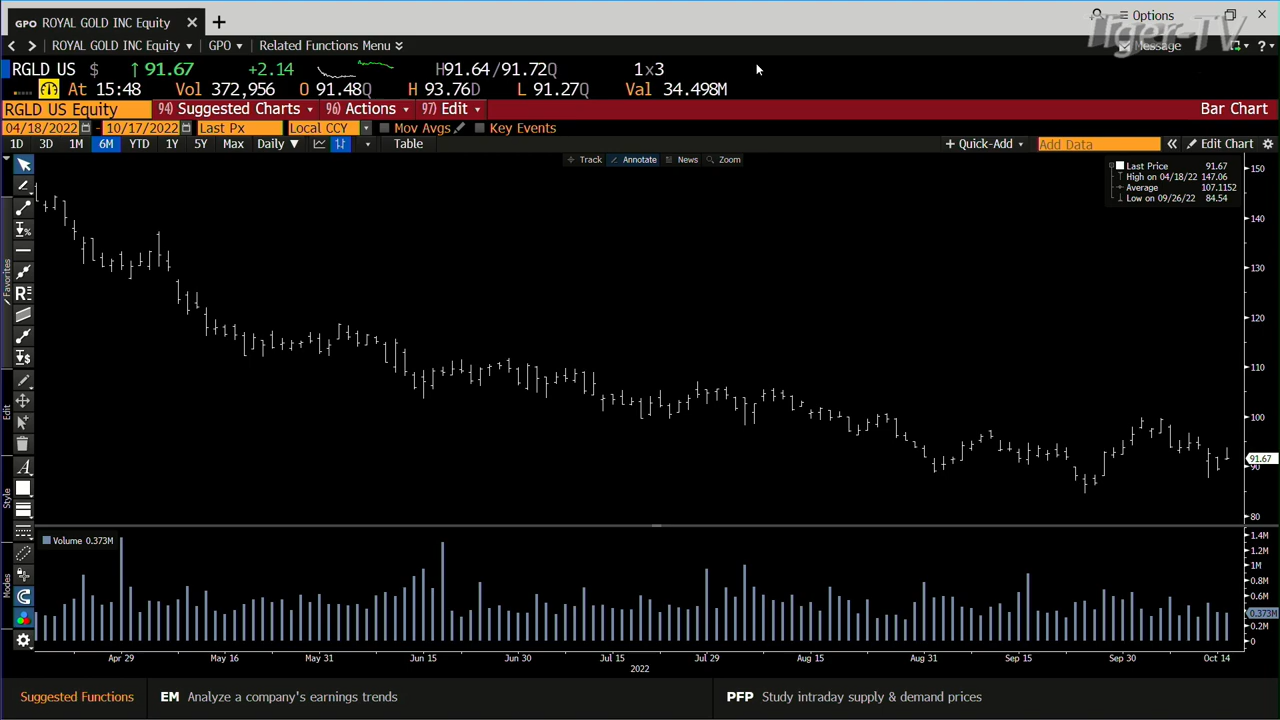 GPO ROYAL GOLD INC Equity × +
Options
Tiger-TV
< > ROYAL GOLD INC Equity GPO Related Functions Menu
Message ?
RGLD US $ ↑ 91.67 +2.14 H91.64/91.72Q 1x3
At 15:48 Vol 372,956 O 91.48Q H 93.76D L 91.27Q Val 34.498M
RGLD US Equity 94) Suggested Charts 96) Actions 97) Edit Bar Chart
04/18/2022 - 10/17/2022 Last Px Local CCY Mov Avgs Key Events
1D 3D 1M 6M YTD 1Y 5Y Max Daily ▼ Table + Quick-Add Add Data « Edit Chart
Track Annotate News Zoom
Last Price 91.67
High on 04/18/22 147.06
Average 107.1152
Low on 09/26/22 84.54
150
140
130
120
110
100
91.67
90
80
Favorites
Edit
Style
Modes
Volume 0.373M
1.4M
1.2M
1M
0.8M
0.6M
0.373M
0.2M
0
Apr 29 May 16 May 31 Jun 15 Jun 30 Jul 15 Jul 29 Aug 15 Aug 31 Sep 15 Sep 30 Oct 14
2022
Suggested Functions EM Analyze a company's earnings trends PFP Study intraday supply & demand prices